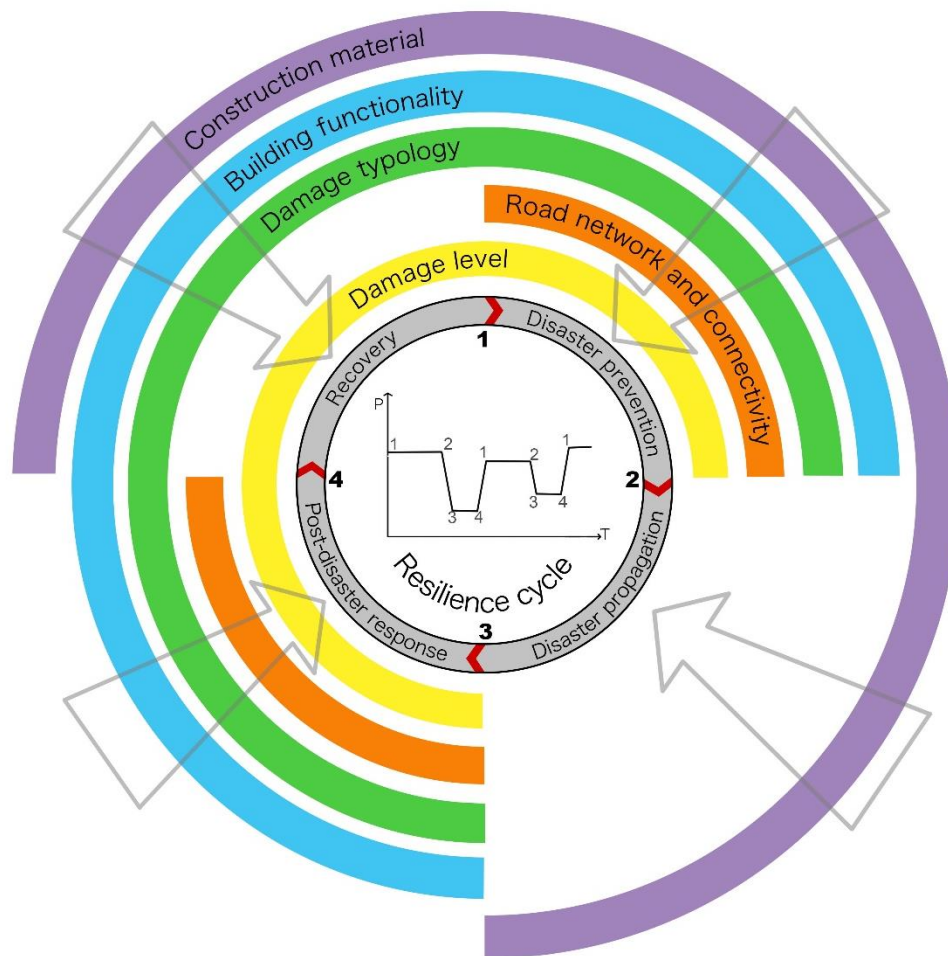 Construction material
Building functionality
Damage typology
Road network and connectivity
Damage level
1
Disaster prevention
2
Disaster propagation
3
Post-disaster response
4
Recovery
P
1
2
3
4
1
2
3
4
1
T
Resilience cycle